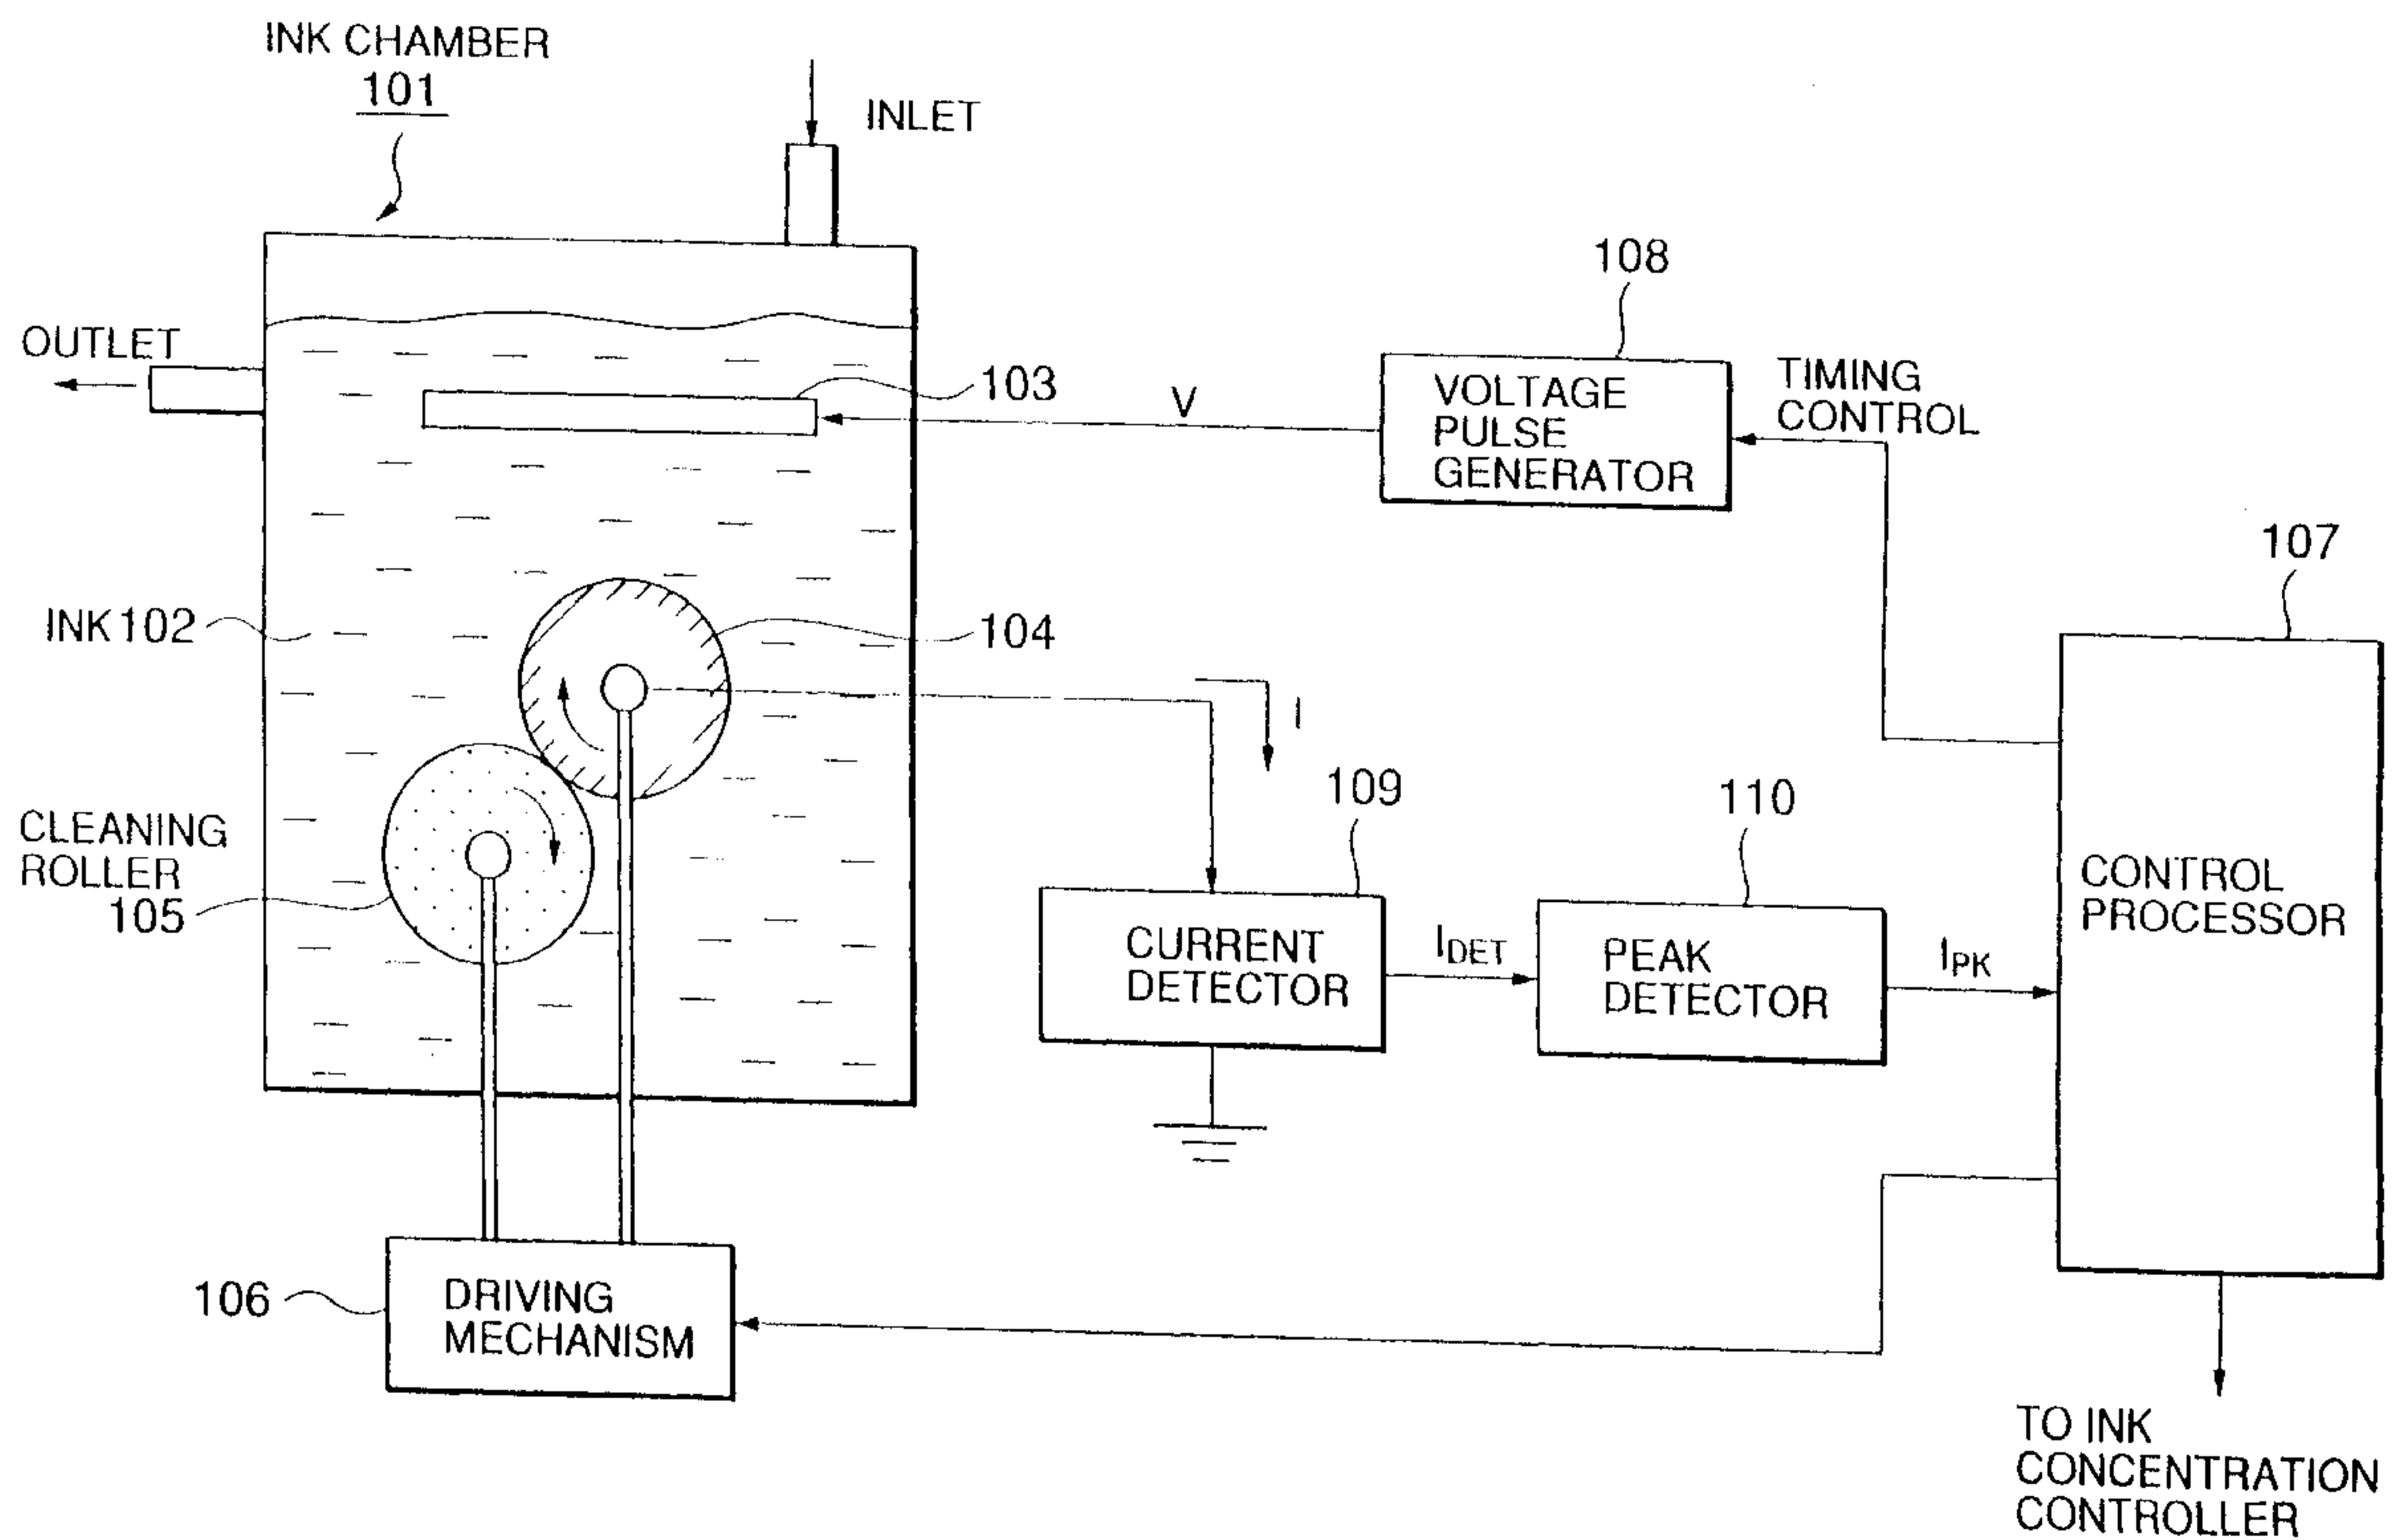 INK CHAMBER
101
INLET
OUTLET
103
V
108
VOLTAGE
PULSE
GENERATOR
TIMING
CONTROL
107
INK 102
104
I
109
110
CONTROL
PROCESSOR
CLEANING
ROLLER
105
CURRENT
DETECTOR
IDET
PEAK
DETECTOR
IPK
106
DRIVING
MECHANISM
TO INK
CONCENTRATION
CONTROLLER